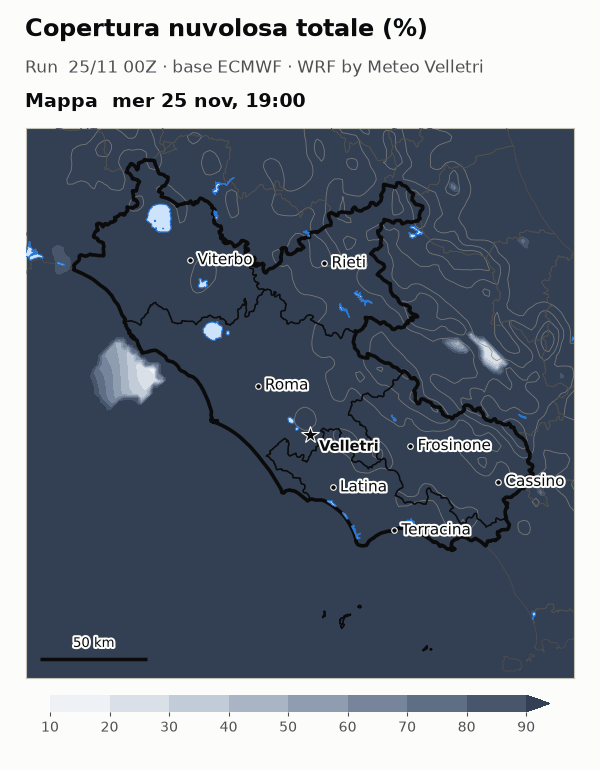 Copertura nuvolosa totale (%)
Run  25/11 00Z · base ECMWF · WRF by Meteo Velletri
Mappa  mer 25 nov, 19:00
Viterbo
Rieti
Roma
Velletri
Frosinone
Cassino
Latina
Terracina
50 km
10 20 30 40 50 60 70 80 90